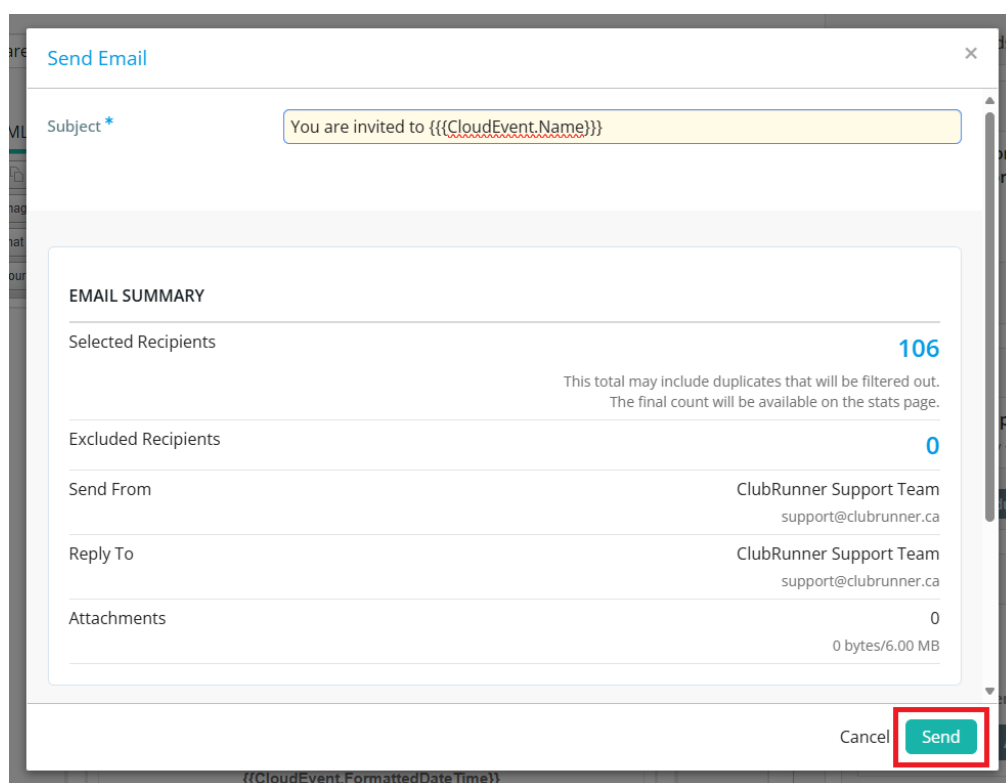 Send Email
×
Subject *
You are invited to {{{CloudEvent.Name}}}
EMAIL SUMMARY
Selected Recipients
106
This total may include duplicates that will be filtered out.
The final count will be available on the stats page.
Excluded Recipients
0
Send From
ClubRunner Support Team
support@clubrunner.ca
Reply To
ClubRunner Support Team
support@clubrunner.ca
Attachments
0
0 bytes/6.00 MB
Cancel
Send
{{CloudEvent.FormattedDateTime}}